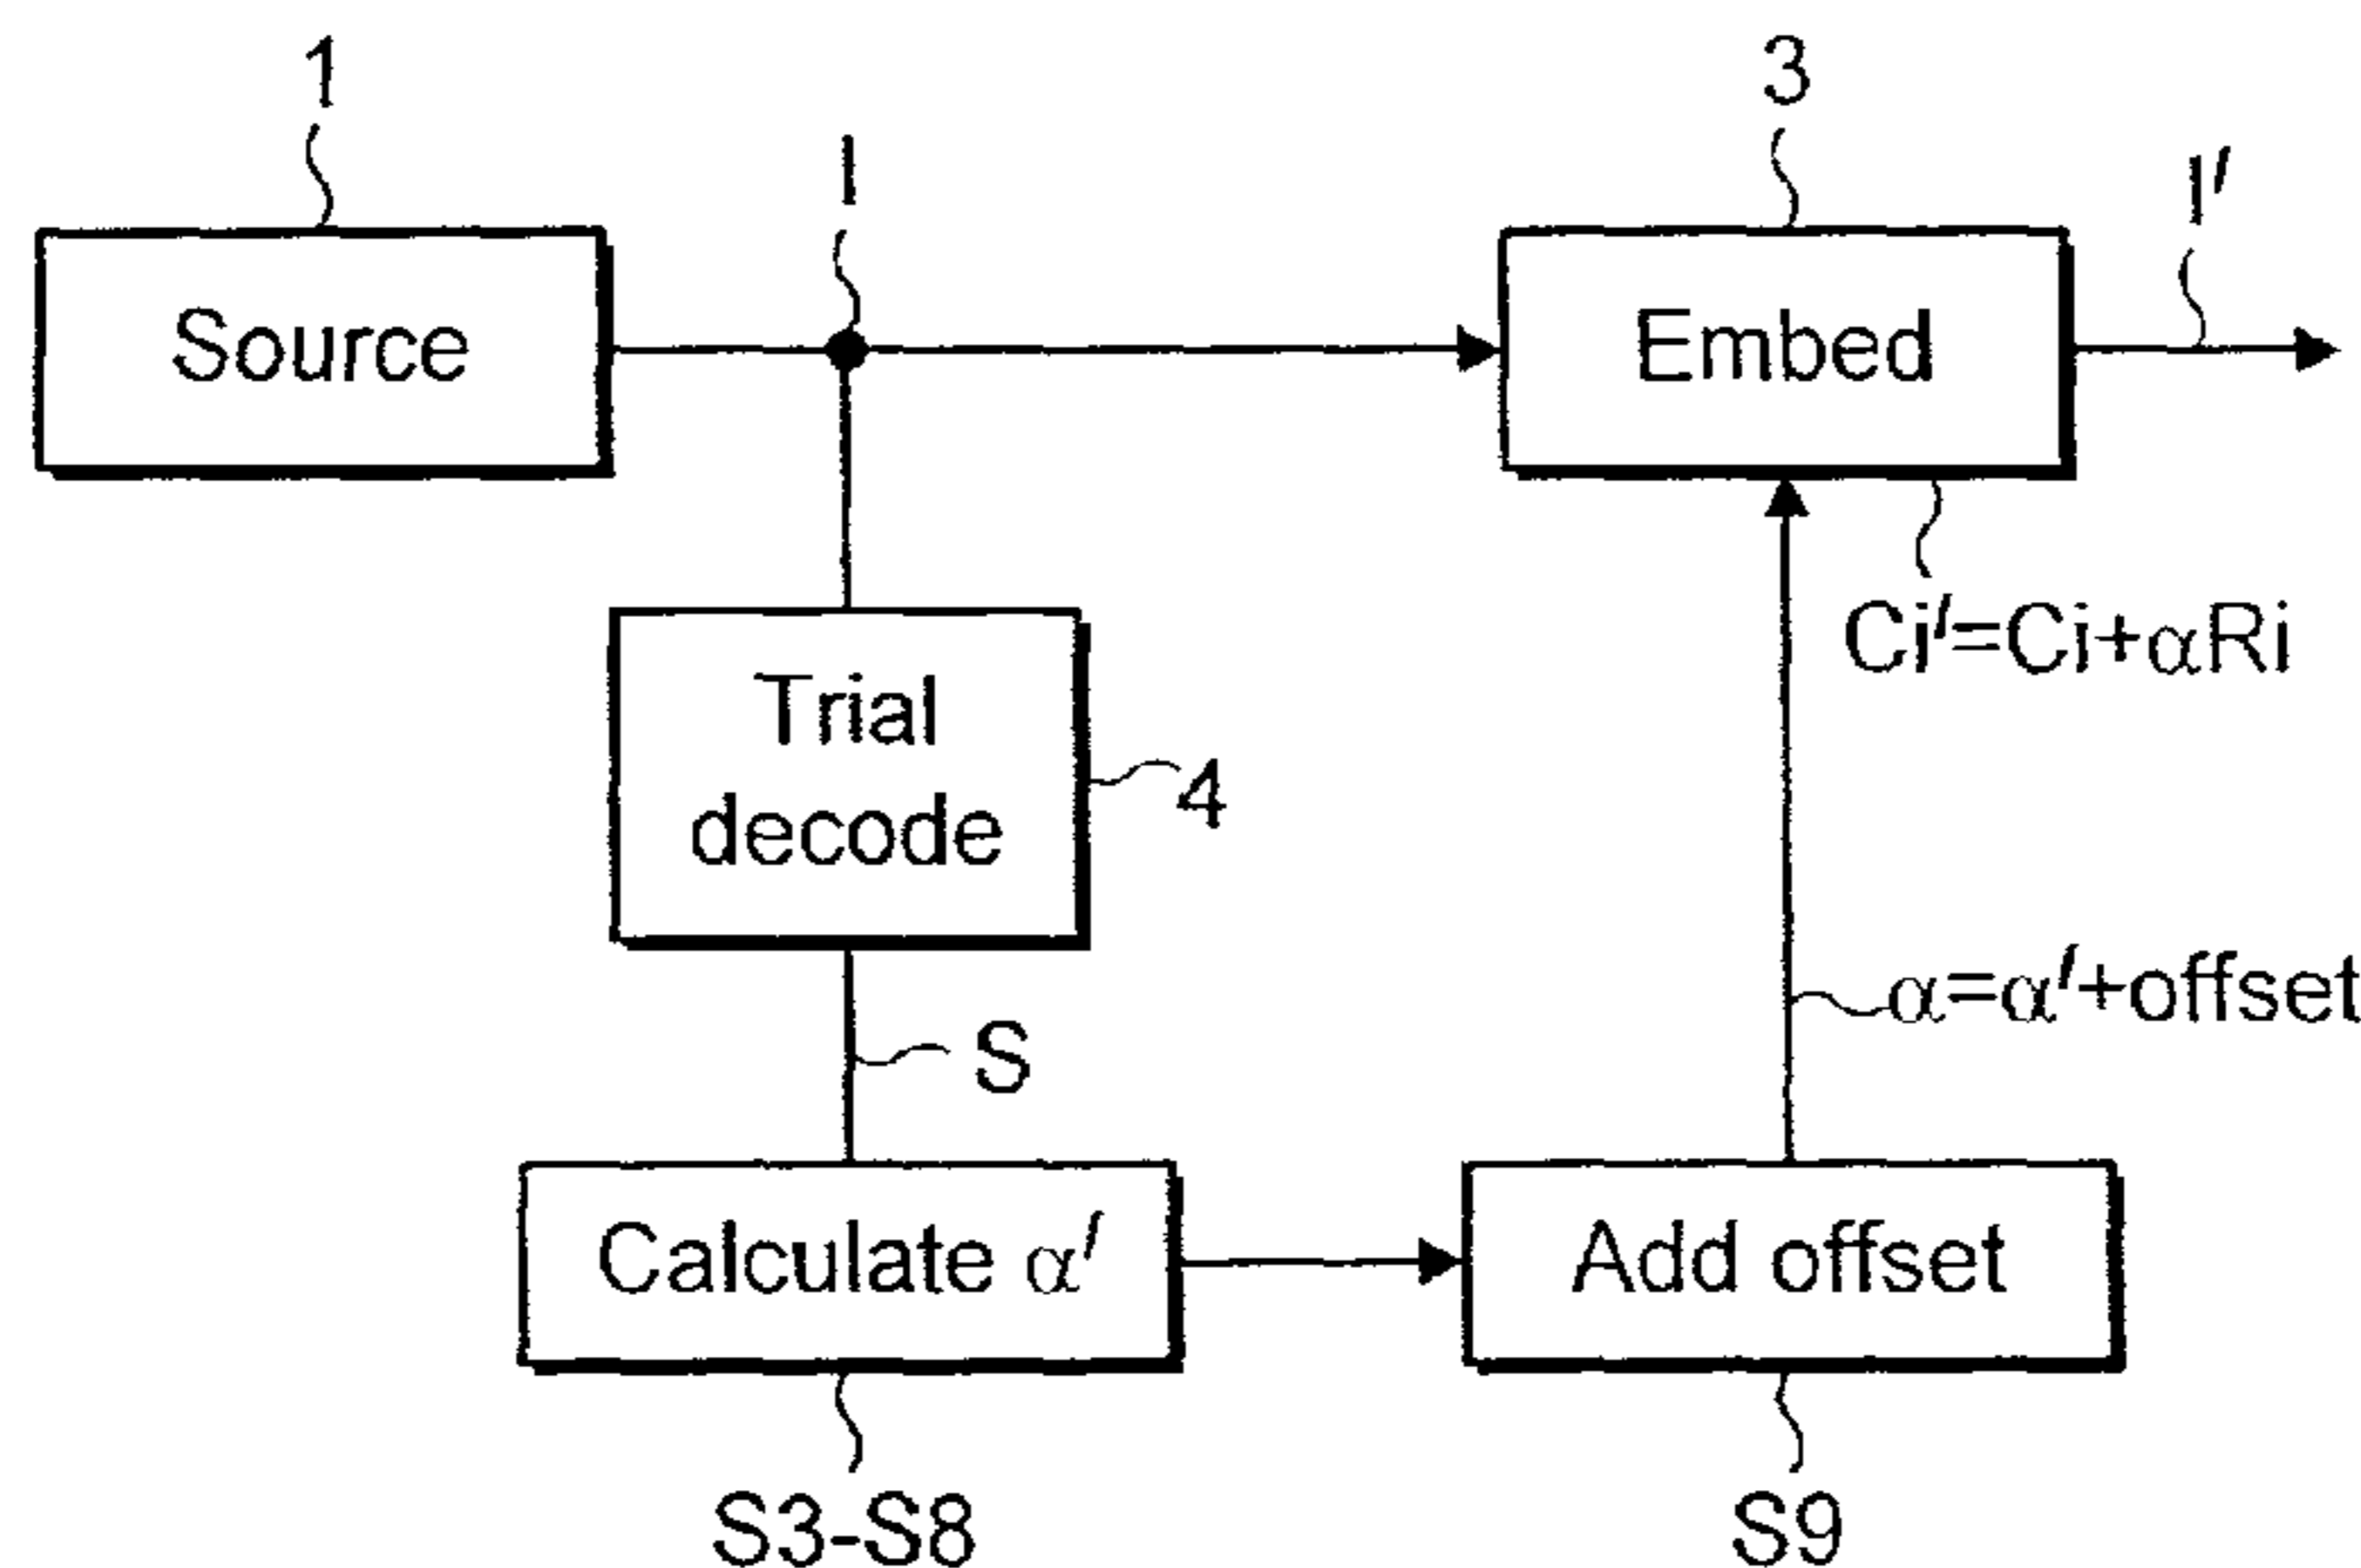 1
I
3
I′
Source
Embed
Ci′=Ci+αRi
Trial
decode
4
α=α′+offset
S
Calculate α′
Add offset
S3-S8
S9